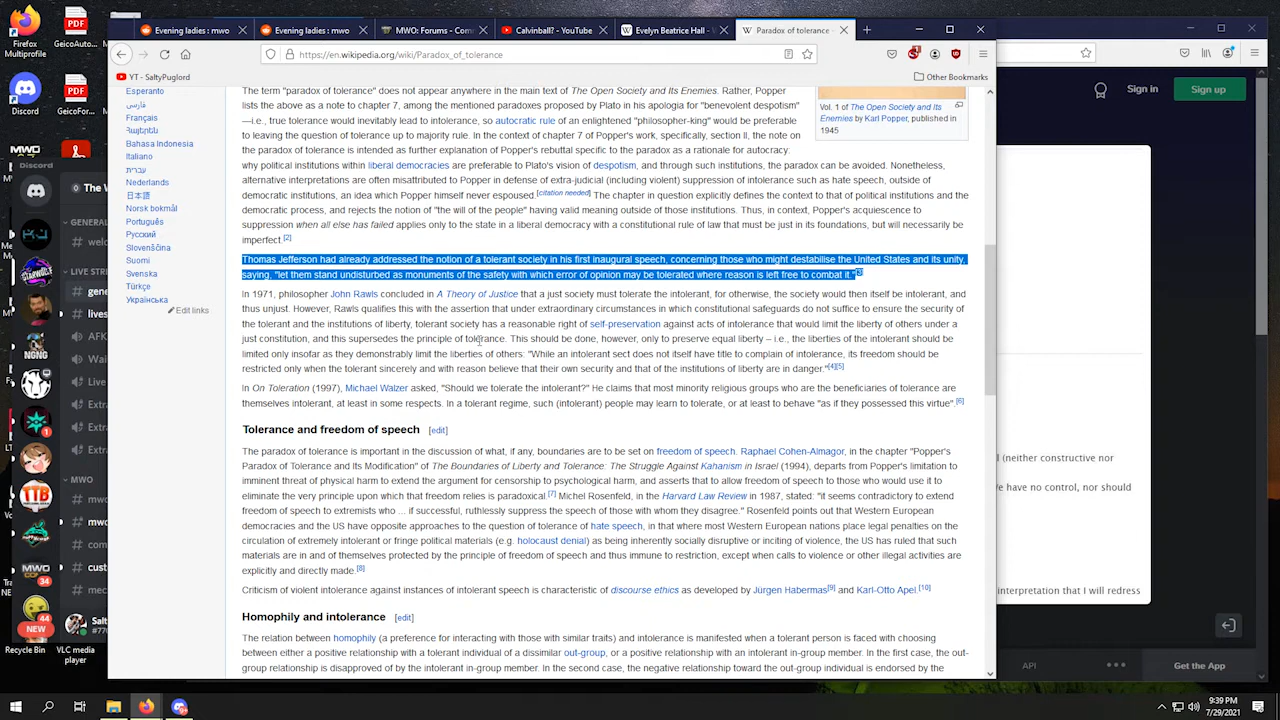 Evening ladies : mwo
Evening ladies : mwo
MWO: Forums - Com
Calvinball? - YouTube
Evelyn Beatrice Hall - W
Paradox of tolerance
https://en.wikipedia.org/wiki/Paradox_of_tolerance
YT - SaltyPuglord
Other Bookmarks
Firefox
PDF
GeicoAuto...
Discord
PDF
MWO
Recycle Bin
VLC media player
The W
GENERAL
welc
LIVE STREA
gene
live
Live
Extra
Extra
Extra
MWO
mwo
mwo
com
cust
mec
Salt
#77
34
NEW
TTB
Esperanto
فارسی
Français
Հայերեն
Bahasa Indonesia
Italiano
עברית
Nederlands
日本語
Norsk bokmål
Português
Русский
Slovenščina
Suomi
Svenska
Türkçe
Українська
Edit links
The term "paradox of tolerance" does not appear anywhere in the main text of The Open Society and Its Enemies. Rather, Popper
lists the above as a note to chapter 7, among the mentioned paradoxes proposed by Plato in his apologia for "benevolent despotism"
—i.e., true tolerance would inevitably lead to intolerance, so autocratic rule of an enlightened "philosopher-king" would be preferable
to leaving the question of tolerance up to majority rule. In the context of chapter 7 of Popper's work, specifically, section II, the note on
the paradox of tolerance is intended as further explanation of Popper's rebuttal specific to the paradox as a rationale for autocracy:
why political institutions within liberal democracies are preferable to Plato's vision of despotism, and through such institutions, the paradox can be avoided. Nonetheless,
alternative interpretations are often misattributed to Popper in defense of extra-judicial (including violent) suppression of intolerance such as hate speech, outside of
democratic institutions, an idea which Popper himself never espoused.[citation needed] The chapter in question explicitly defines the context to that of political institutions and the
democratic process, and rejects the notion of "the will of the people" having valid meaning outside of those institutions. Thus, in context, Popper's acquiescence to
suppression when all else has failed applies only to the state in a liberal democracy with a constitutional rule of law that must be just in its foundations, but will necessarily be
imperfect.[2]
Vol. 1 of The Open Society and Its
Enemies by Karl Popper, published in
1945
Thomas Jefferson had already addressed the notion of a tolerant society in his first inaugural speech, concerning those who might destabilise the United States and its unity,
saying, "let them stand undisturbed as monuments of the safety with which error of opinion may be tolerated where reason is left free to combat it."[3]
In 1971, philosopher John Rawls concluded in A Theory of Justice that a just society must tolerate the intolerant, for otherwise, the society would then itself be intolerant, and
thus unjust. However, Rawls qualifies this with the assertion that under extraordinary circumstances in which constitutional safeguards do not suffice to ensure the security of
the tolerant and the institutions of liberty, tolerant society has a reasonable right of self-preservation against acts of intolerance that would limit the liberty of others under a
just constitution, and this supersedes the principle of tolerance. This should be done, however, only to preserve equal liberty – i.e., the liberties of the intolerant should be
limited only insofar as they demonstrably limit the liberties of others: "While an intolerant sect does not itself have title to complain of intolerance, its freedom should be
restricted only when the tolerant sincerely and with reason believe that their own security and that of the institutions of liberty are in danger."[4][5]
In On Toleration (1997), Michael Walzer asked, "Should we tolerate the intolerant?" He claims that most minority religious groups who are the beneficiaries of tolerance are
themselves intolerant, at least in some respects. In a tolerant regime, such (intolerant) people may learn to tolerate, or at least to behave "as if they possessed this virtue".[6]
Tolerance and freedom of speech [edit]
The paradox of tolerance is important in the discussion of what, if any, boundaries are to be set on freedom of speech. Raphael Cohen-Almagor, in the chapter "Popper's
Paradox of Tolerance and Its Modification" of The Boundaries of Liberty and Tolerance: The Struggle Against Kahanism in Israel (1994), departs from Popper's limitation to
imminent threat of physical harm to extend the argument for censorship to psychological harm, and asserts that to allow freedom of speech to those who would use it to
eliminate the very principle upon which that freedom relies is paradoxical.[7] Michel Rosenfeld, in the Harvard Law Review in 1987, stated: "it seems contradictory to extend
freedom of speech to extremists who ... if successful, ruthlessly suppress the speech of those with whom they disagree." Rosenfeld points out that Western European
democracies and the US have opposite approaches to the question of tolerance of hate speech, in that where most Western European nations place legal penalties on the
circulation of extremely intolerant or fringe political materials (e.g. holocaust denial) as being inherently socially disruptive or inciting of violence, the US has ruled that such
materials are in and of themselves protected by the principle of freedom of speech and thus immune to restriction, except when calls to violence or other illegal activities are
explicitly and directly made.[8]
Criticism of violent intolerance against instances of intolerant speech is characteristic of discourse ethics as developed by Jürgen Habermas[9] and Karl-Otto Apel.[10]
Homophily and intolerance [edit]
The relation between homophily (a preference for interacting with those with similar traits) and intolerance is manifested when a tolerant person is faced with choosing
between either a positive relationship with a tolerant individual of a dissimilar out-group, or a positive relationship with an intolerant in-group member. In the first case, the out-
group relationship is disapproved of by the intolerant in-group member. In the second case, the negative relationship toward the out-group individual is endorsed by the
Sign in
Sign up
l (neither constructive nor
ve have no control, nor should
interpretation that I will redress
API
Get the App
9:39 PM
7/29/2021